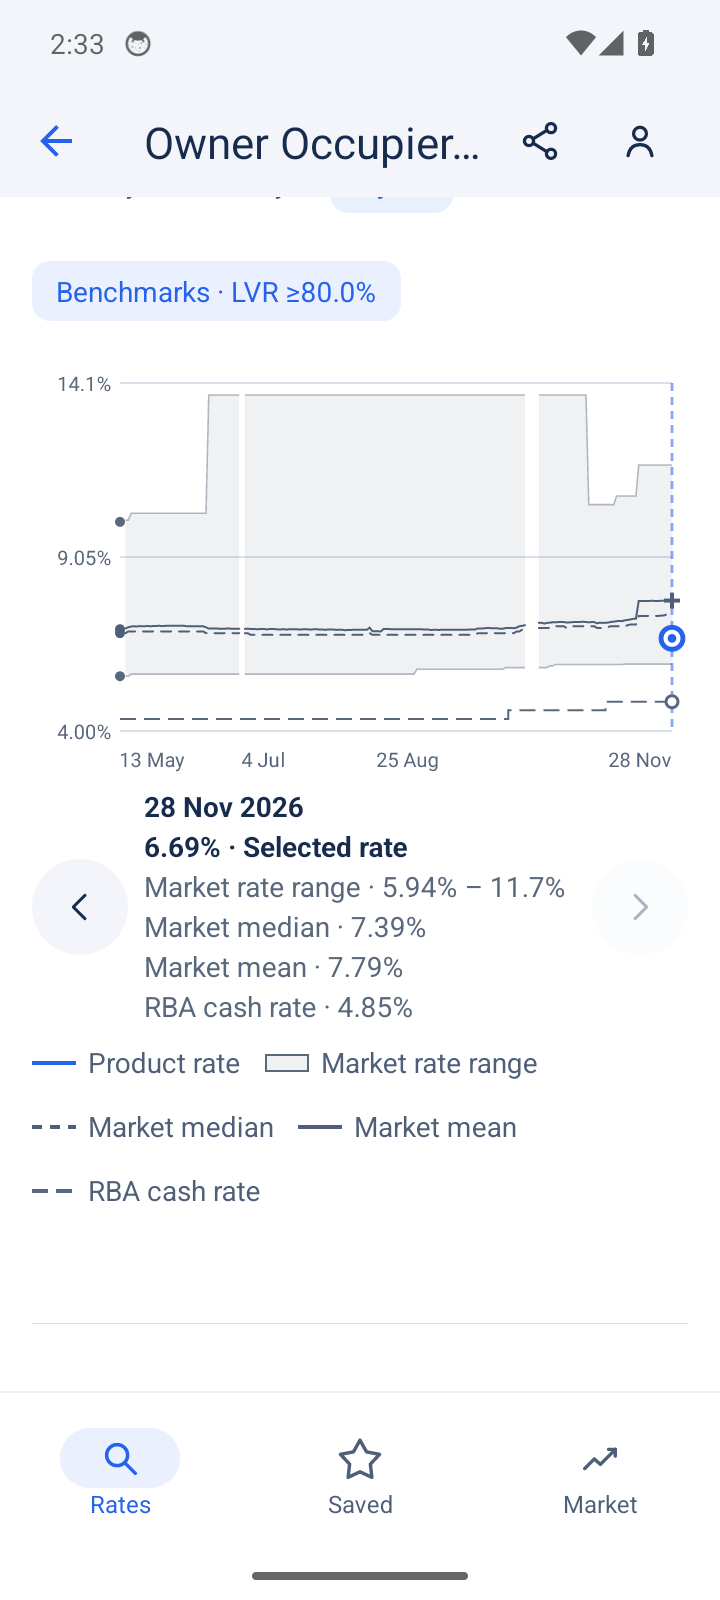 2:33
Owner Occupier...
Benchmarks · LVR ≥80.0%
14.1%
9.05%
4.00%
13 May 4 Jul 25 Aug 28 Nov
28 Nov 2026
6.69% · Selected rate
Market rate range · 5.94% – 11.7%
Market median · 7.39%
Market mean · 7.79%
RBA cash rate · 4.85%
Product rate Market rate range
Market median Market mean
RBA cash rate
Rates Saved Market